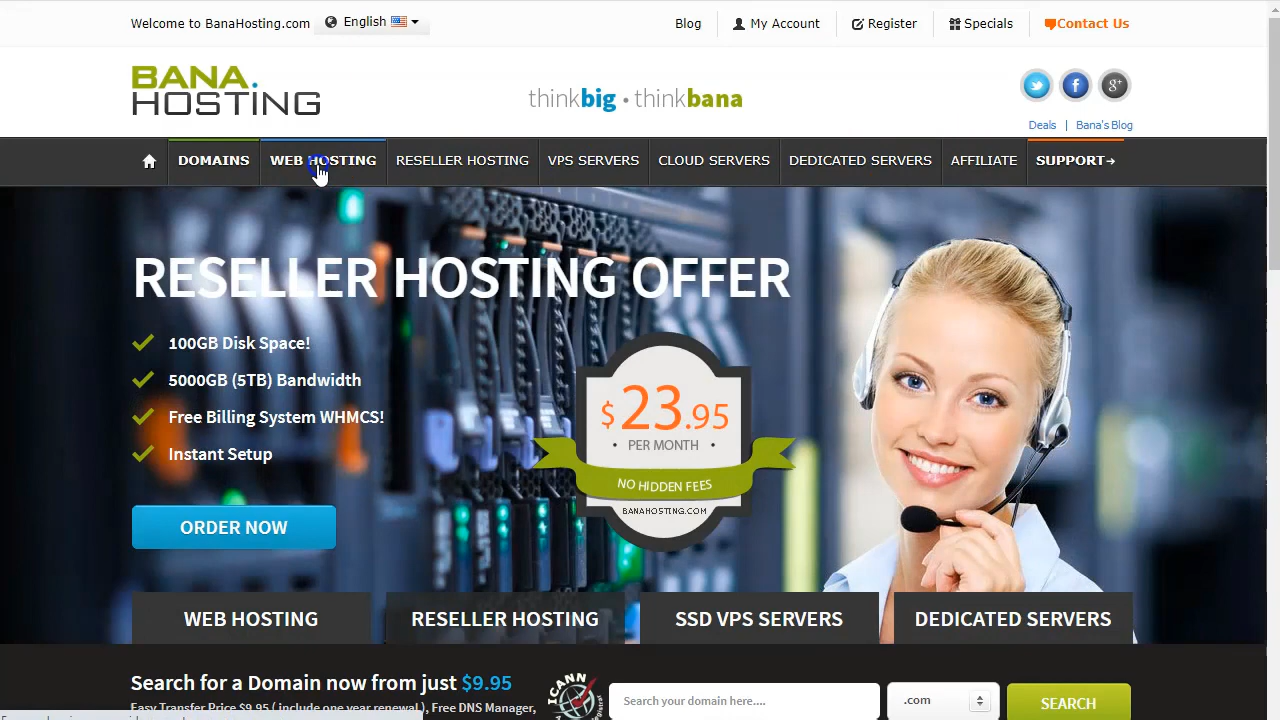 Welcome to BanaHosting.com English Blog My Account Register Specials Contact Us
BANA.
HOSTING
thinkbig • thinkbana
g+
Deals | Bana's Blog
DOMAINS WEB HOSTING RESELLER HOSTING VPS SERVERS CLOUD SERVERS DEDICATED SERVERS AFFILIATE SUPPORT→
RESELLER HOSTING OFFER
100GB Disk Space!
5000GB (5TB) Bandwidth
Free Billing System WHMCS!
Instant Setup
$23.95
• PER MONTH •
NO HIDDEN FEES
BANAHOSTING.COM
ORDER NOW
WEB HOSTING RESELLER HOSTING SSD VPS SERVERS DEDICATED SERVERS
Search for a Domain now from just $9.95
Easy Transfer Price $9.95 ( include one year renewal ), Free DNS Manager,
ICANN
Search your domain here.... .com SEARCH